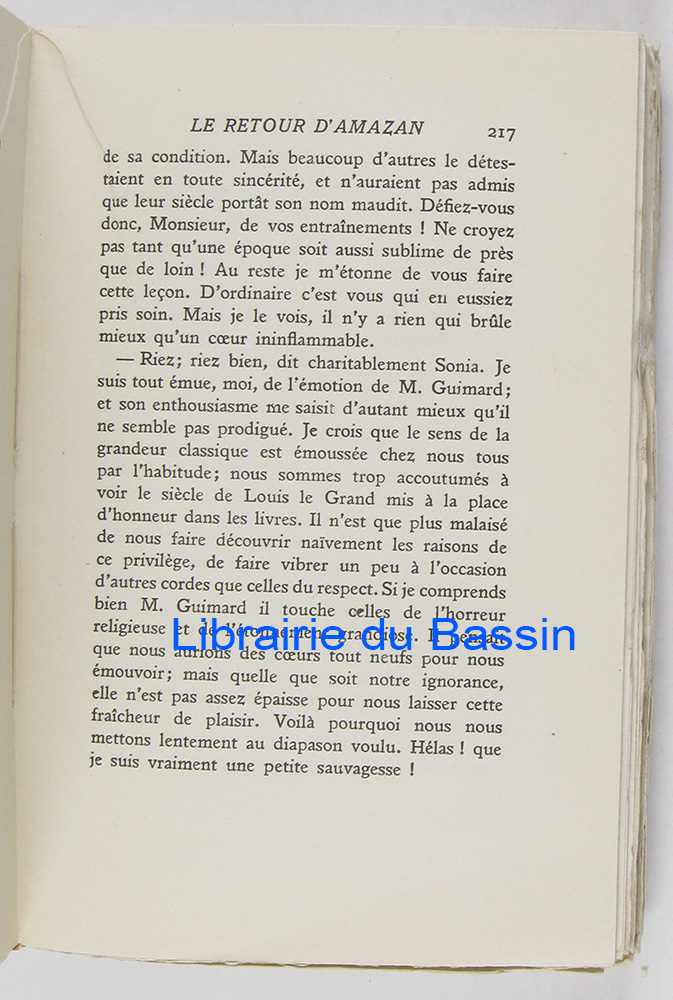 LE RETOUR D'AMAZAN 217
de sa condition. Mais beaucoup d'autres le détes-
taient en toute sincérité, et n'auraient pas admis
que leur siècle portât son nom maudit. Défiez-vous
donc, Monsieur, de vos entraînements ! Ne croyez
pas tant qu'une époque soit aussi sublime de près
que de loin ! Au reste je m'étonne de vous faire
cette leçon. D'ordinaire c'est vous qui en eussiez
pris soin. Mais je le vois, il n'y a rien qui brûle
mieux qu'un cœur ininflammable.
— Riez; riez bien, dit charitablement Sonia. Je
suis tout émue, moi, de l'émotion de M. Guimard;
et son enthousiasme me saisit d'autant mieux qu'il
ne semble pas prodigué. Je crois que le sens de la
grandeur classique est émoussée chez nous tous
par l'habitude; nous sommes trop accoutumés à
voir le siècle de Louis le Grand mis à la place
d'honneur dans les livres. Il n'est que plus malaisé
de nous faire découvrir naïvement les raisons de
ce privilège, de faire vibrer un peu à l'occasion
d'autres cordes que celles du respect. Si je comprends
bien M. Guimard il touche celles de l'horreur
religieuse et de l'étonnement grandiose. Il pensait
Librairie du Bassin
que nous aurions des cœurs tout neufs pour nous
émouvoir; mais quelle que soit notre ignorance,
elle n'est pas assez épaisse pour nous laisser cette
fraîcheur de plaisir. Voilà pourquoi nous nous
mettons lentement au diapason voulu. Hélas ! que
je suis vraiment une petite sauvagesse !